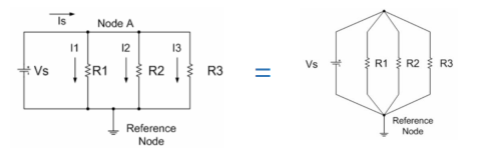 Is
Node A
I1
I2
I3
Vs
R1
R2
R3
Reference
Node
=
Vs
R1
R2
R3
Reference
Node